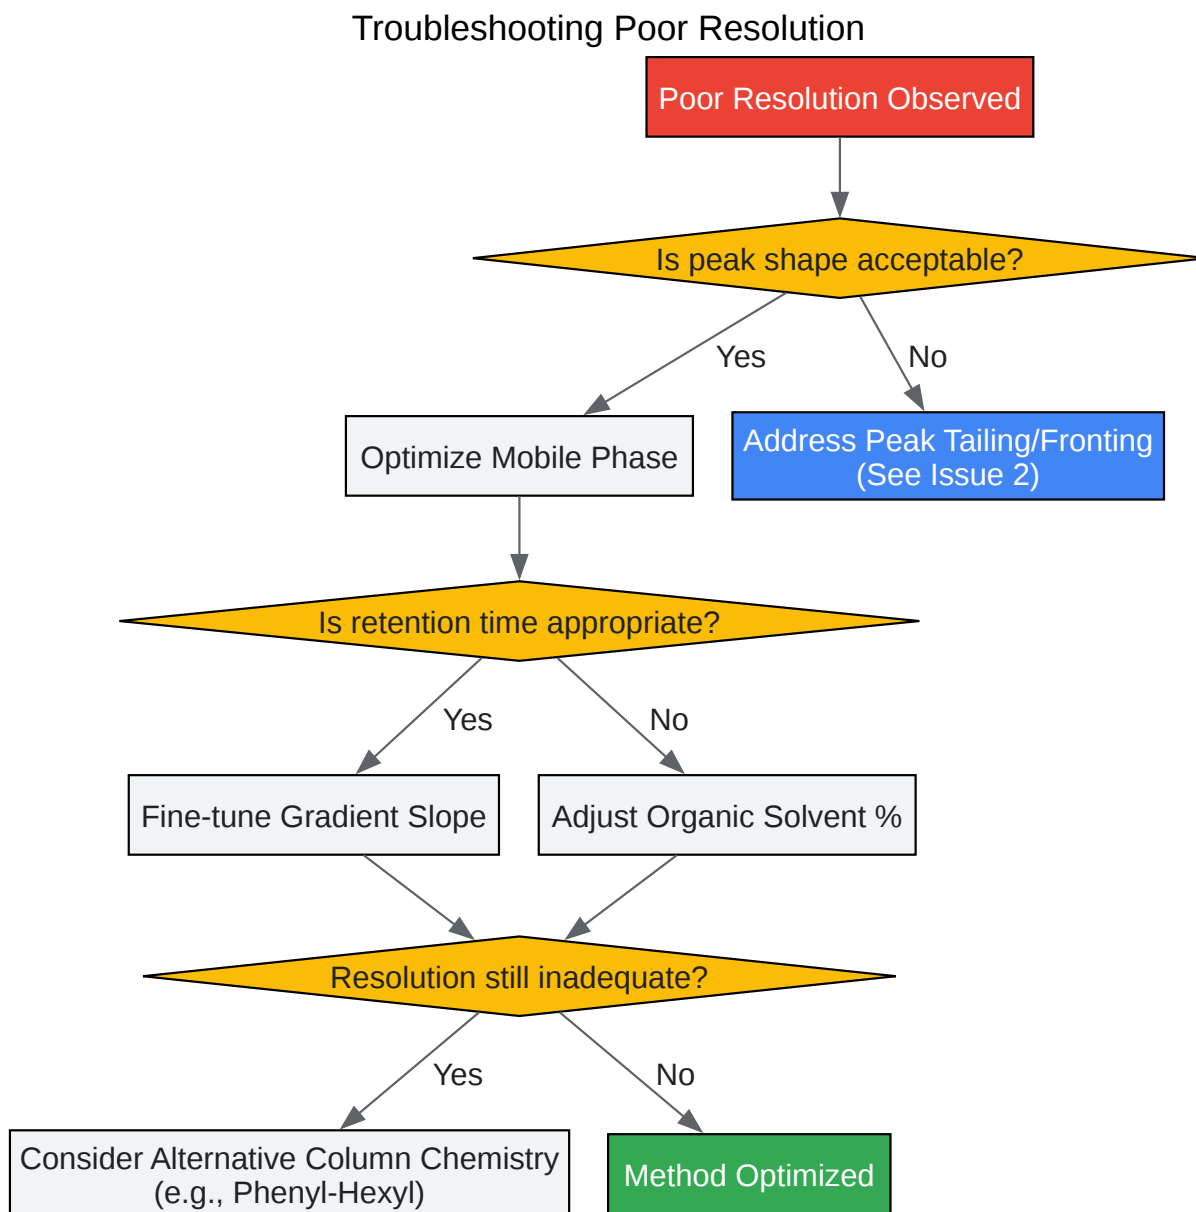 Troubleshooting Poor Resolution
Poor Resolution Observed
Is peak shape acceptable?
Yes
No
Optimize Mobile Phase
Address Peak Tailing/Fronting
(See Issue 2)
Is retention time appropriate?
Yes
No
Fine-tune Gradient Slope
Adjust Organic Solvent %
Resolution still inadequate?
Yes
No
Consider Alternative Column Chemistry
(e.g., Phenyl-Hexyl)
Method Optimized